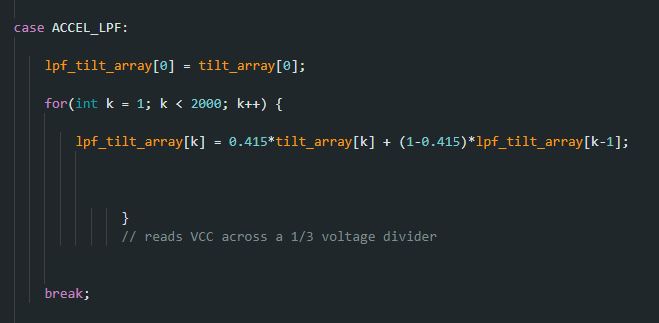 case ACCEL_LPF:
lpf_tilt_array[0] = tilt_array[0];
for(int k = 1; k < 2000; k++) {
lpf_tilt_array[k] = 0.415*tilt_array[k] + (1-0.415)*lpf_tilt_array[k-1];
}
// reads VCC across a 1/3 voltage divider
break;